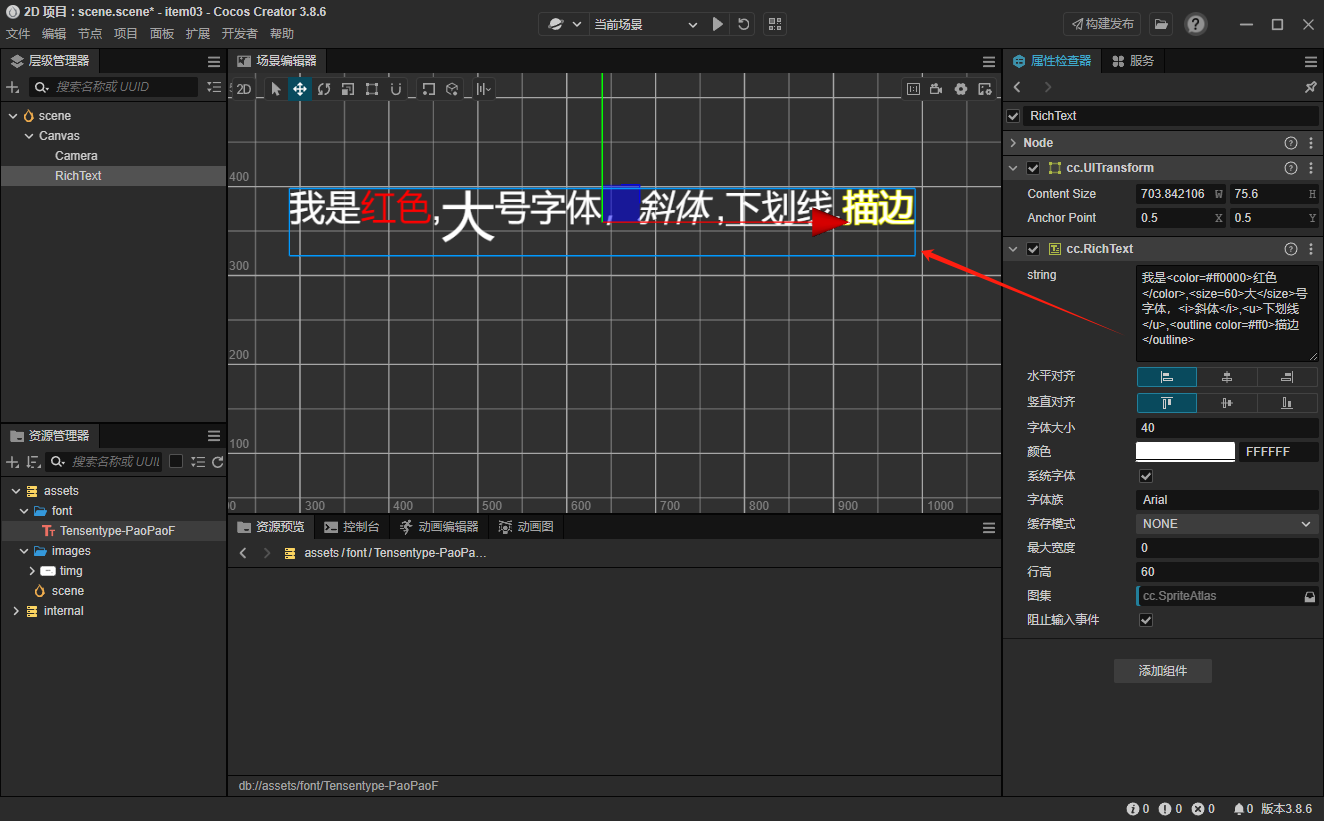 2D 项目 : scene.scene* - item03 - Cocos Creator 3.8.6
文件 编辑 节点 项目 面板 扩展 开发者 帮助
当前场景
构建发布
层级管理器
搜索名称或 UUID
scene
Canvas
Camera
RichText
资源管理器
搜索名称或 UUI
assets
font
Tensentype-PaoPaoF
images
timg
scene
internal
场景编辑器
2D
400
300
200
100
300 400 500 600 700 800 900 1000
我是红色,大号字体，斜体,下划线,描边
资源预览 控制台 动画编辑器 动画图
assets / font / Tensentype-PaoPa...
db://assets/font/Tensentype-PaoPaoF
属性检查器 服务
RichText
Node
cc.UITransform
Content Size 703.842106 W 75.6 H
Anchor Point 0.5 X 0.5 Y
cc.RichText
string
我是<color=#ff0000>红色
</color>,<size=60>大</size>号
字体，<i>斜体</i>,<u>下划线
</u>,<outline color=#ff0>描边
</outline>
水平对齐
竖直对齐
字体大小 40
颜色 FFFFFF
系统字体
字体族 Arial
缓存模式 NONE
最大宽度 0
行高 60
图集 cc.SpriteAtlas
阻止输入事件
添加组件
0 0 0 0 版本3.8.6